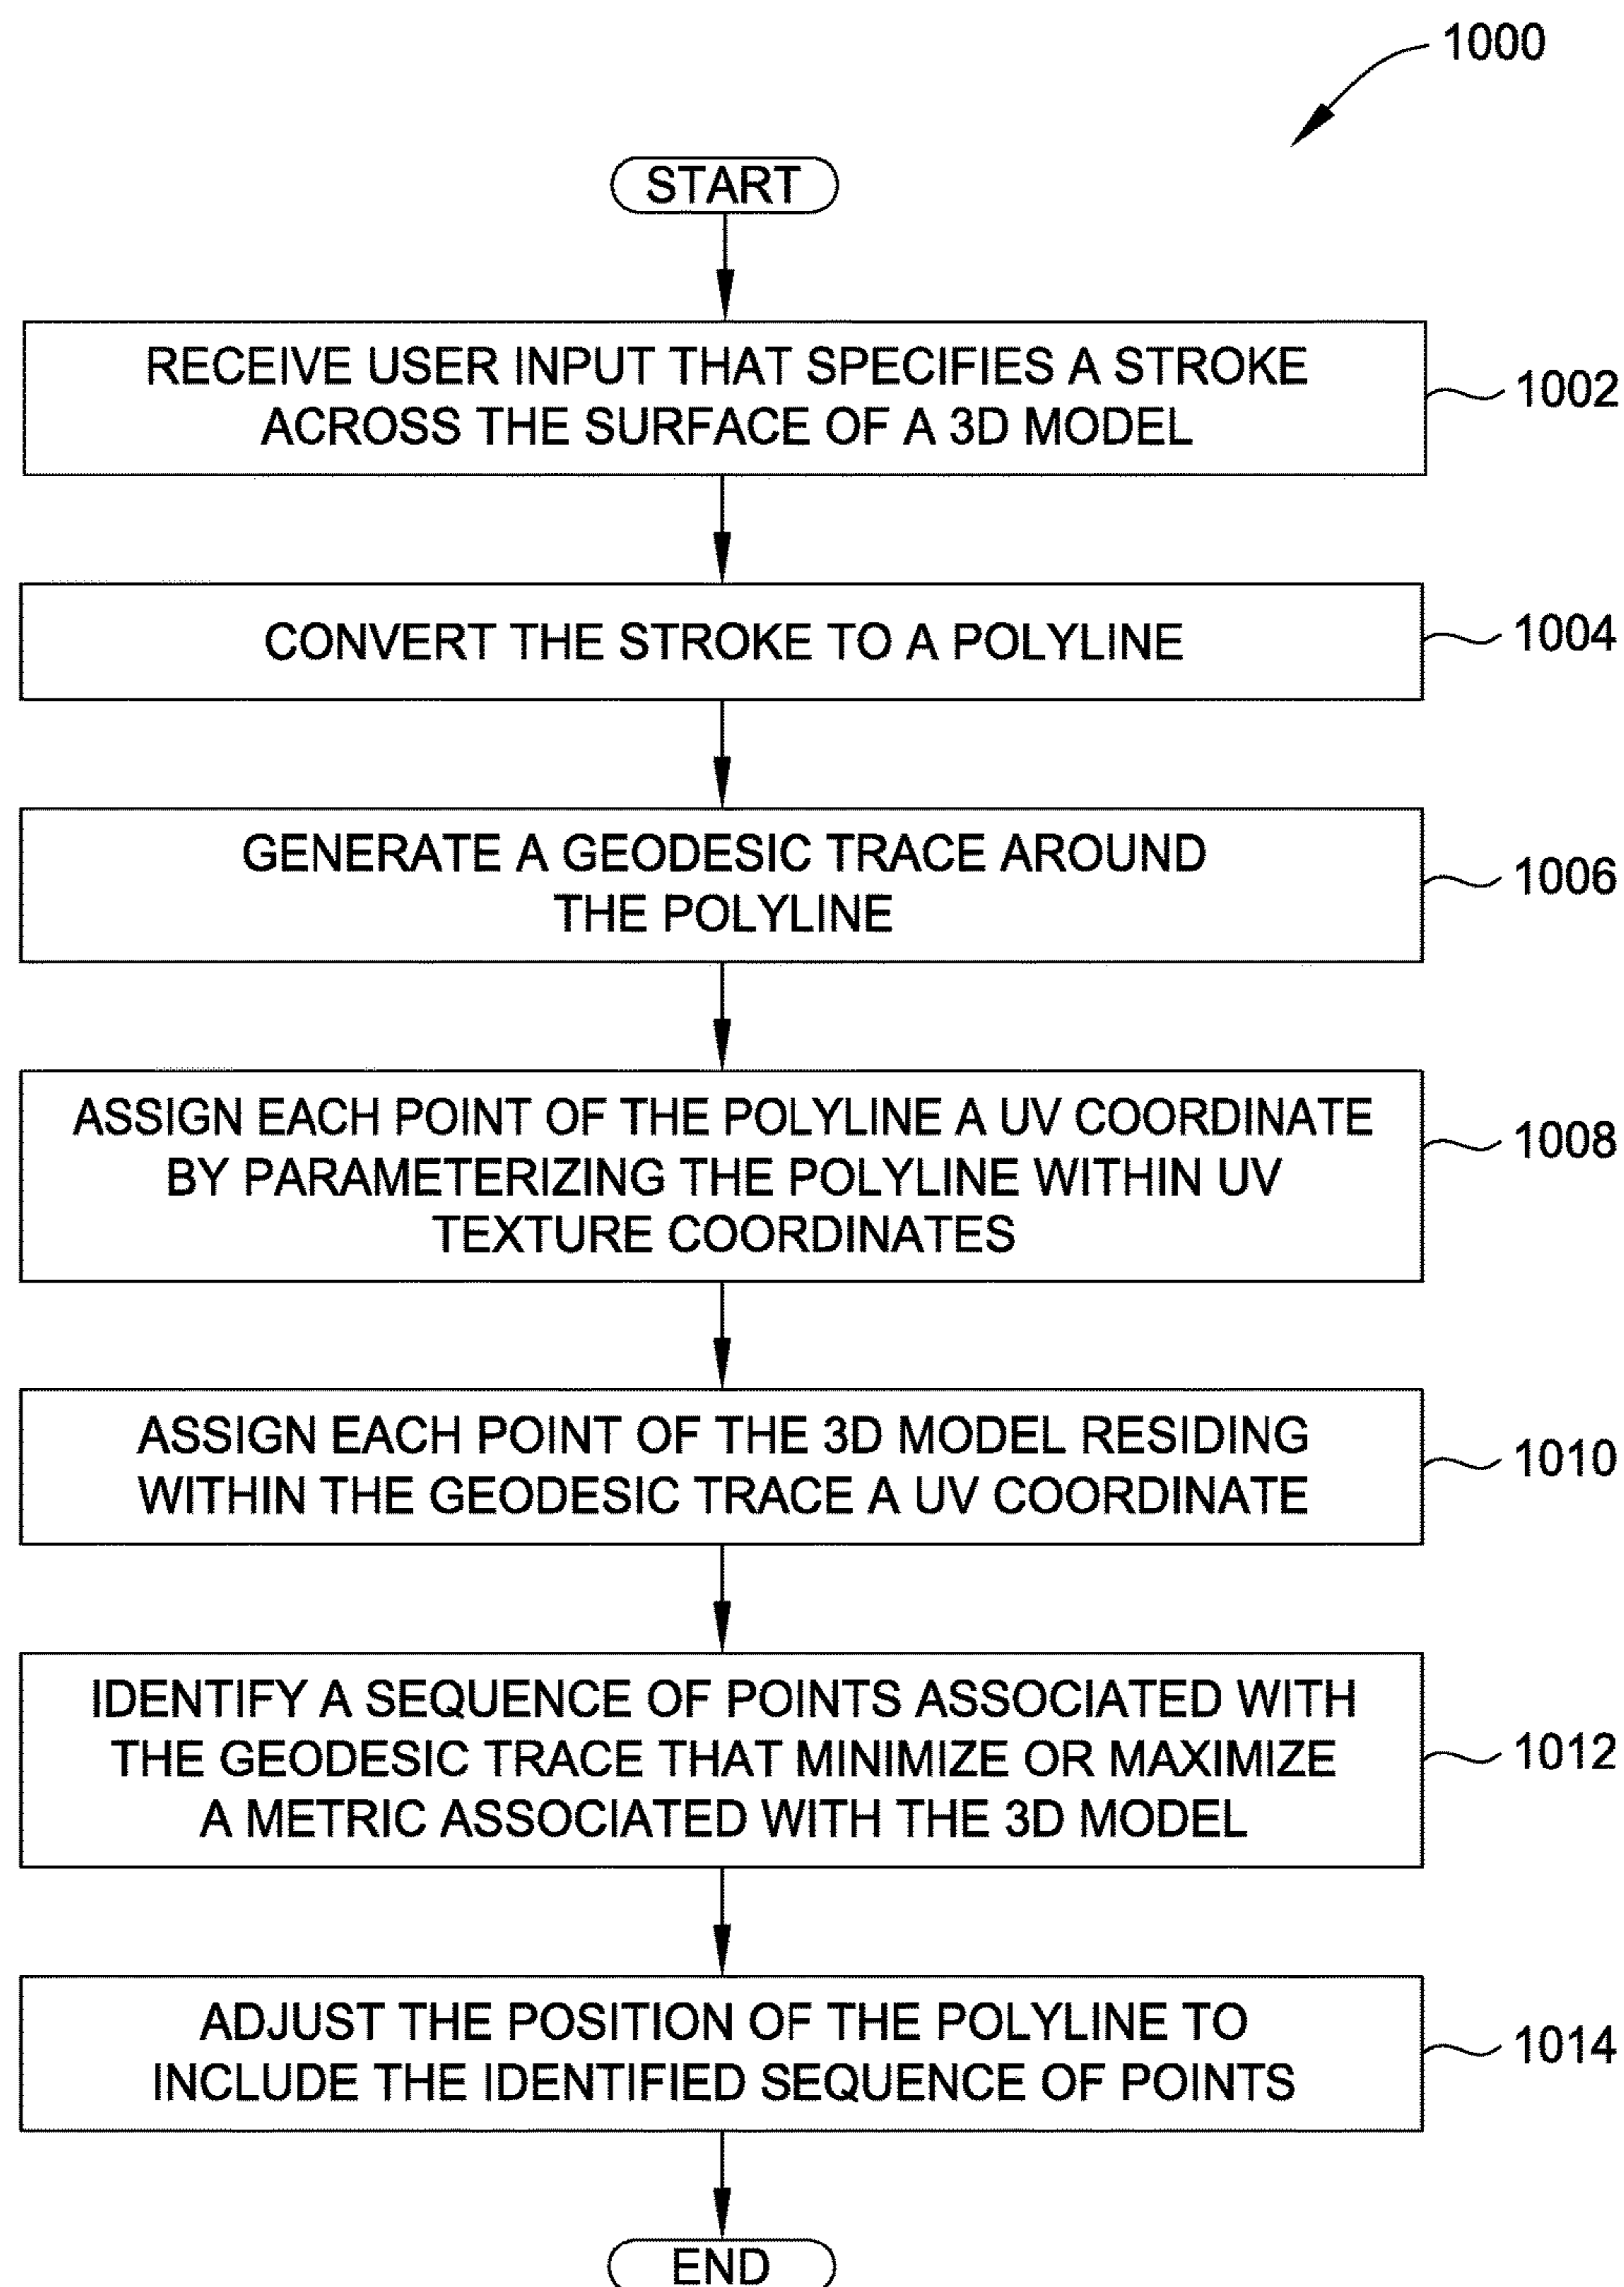 1000
START
RECEIVE USER INPUT THAT SPECIFIES A STROKE
ACROSS THE SURFACE OF A 3D MODEL
1002
CONVERT THE STROKE TO A POLYLINE
1004
GENERATE A GEODESIC TRACE AROUND
THE POLYLINE
1006
ASSIGN EACH POINT OF THE POLYLINE A UV COORDINATE
BY PARAMETERIZING THE POLYLINE WITHIN UV
TEXTURE COORDINATES
1008
ASSIGN EACH POINT OF THE 3D MODEL RESIDING
WITHIN THE GEODESIC TRACE A UV COORDINATE
1010
IDENTIFY A SEQUENCE OF POINTS ASSOCIATED WITH
THE GEODESIC TRACE THAT MINIMIZE OR MAXIMIZE
A METRIC ASSOCIATED WITH THE 3D MODEL
1012
ADJUST THE POSITION OF THE POLYLINE TO
INCLUDE THE IDENTIFIED SEQUENCE OF POINTS
1014
END